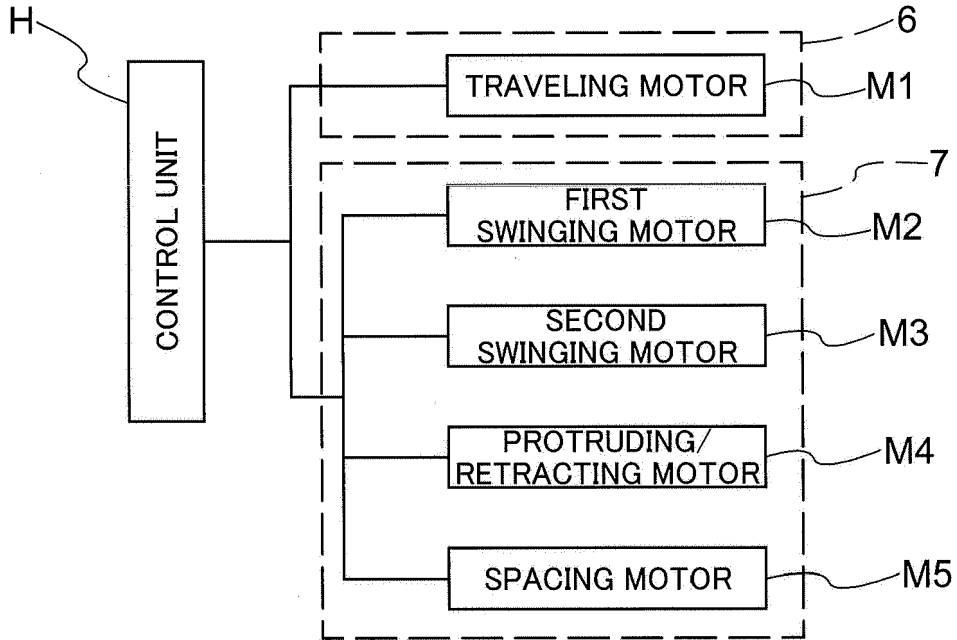 H
CONTROL UNIT
6
TRAVELING MOTOR
M1
7
FIRST
SWINGING MOTOR
M2
SECOND
SWINGING MOTOR
M3
PROTRUDING/
RETRACTING MOTOR
M4
SPACING MOTOR
M5